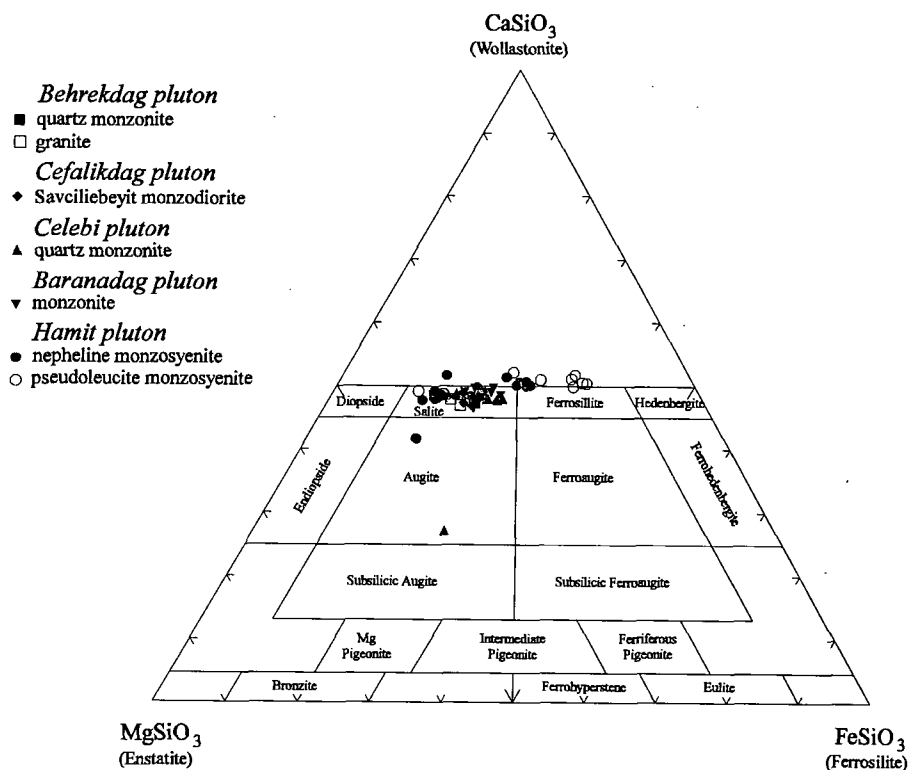 CaSiO3
(Wollastonite)
Behrekdag pluton
■ quartz monzonite
□ granite
Cefalikdag pluton
◆ Savciliebeyit monzodiorite
Celebi pluton
▲ quartz monzonite
Baranadag pluton
▼ monzonite
Hamit pluton
● nepheline monzosyenite
○ pseudoleucite monzosyenite
Diopside
Salite
Ferrosillite
Hedenbergite
Endiopside
Augite
Ferroaugite
Ferrohedenbergite
Subsilicic Augite
Subsilicic Ferroaugite
Mg
Pigeonite
Intermediate
Pigeonite
Ferriferous
Pigeonite
Bronzite
Ferrohyperstene
Eulite
MgSiO3
(Enstatite)
FeSiO3
(Ferrosilite)